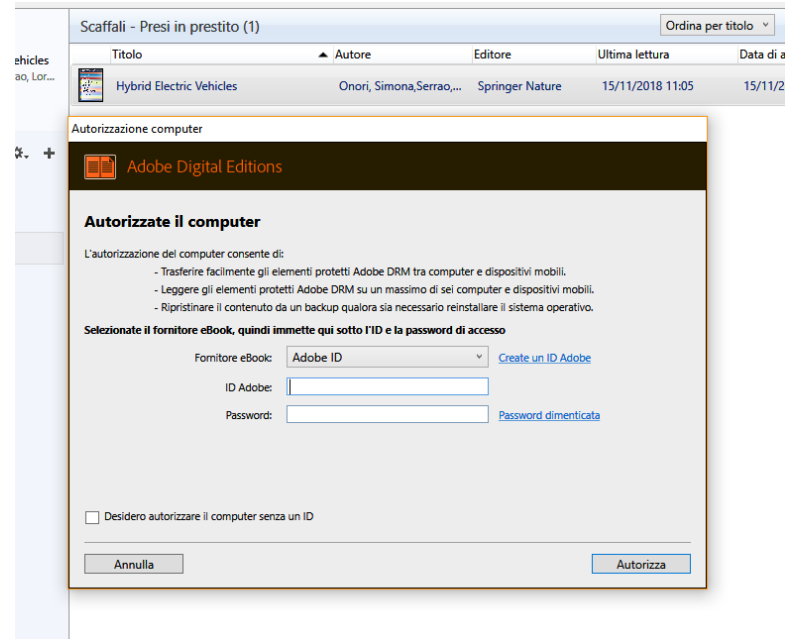 Scaffali - Presi in prestito (1)
Ordina per titolo
ehicles
ao, Lor...
Titolo Autore Editore Ultima lettura Data di a
Hybrid Electric Vehicles Onori, Simona,Serrao,... Springer Nature 15/11/2018 11:05 15/11/2
Autorizzazione computer
Adobe Digital Editions
Autorizzate il computer
L'autorizzazione del computer consente di:
- Trasferire facilmente gli elementi protetti Adobe DRM tra computer e dispositivi mobili.
- Leggere gli elementi protetti Adobe DRM su un massimo di sei computer e dispositivi mobili.
- Ripristinare il contenuto da un backup qualora sia necessario reinstallare il sistema operativo.
Selezionate il fornitore eBook, quindi immette qui sotto l'ID e la password di accesso
Fornitore eBook: Adobe ID Create un ID Adobe
ID Adobe:
Password: Password dimenticata
Desidero autorizzare il computer senza un ID
Annulla Autorizza